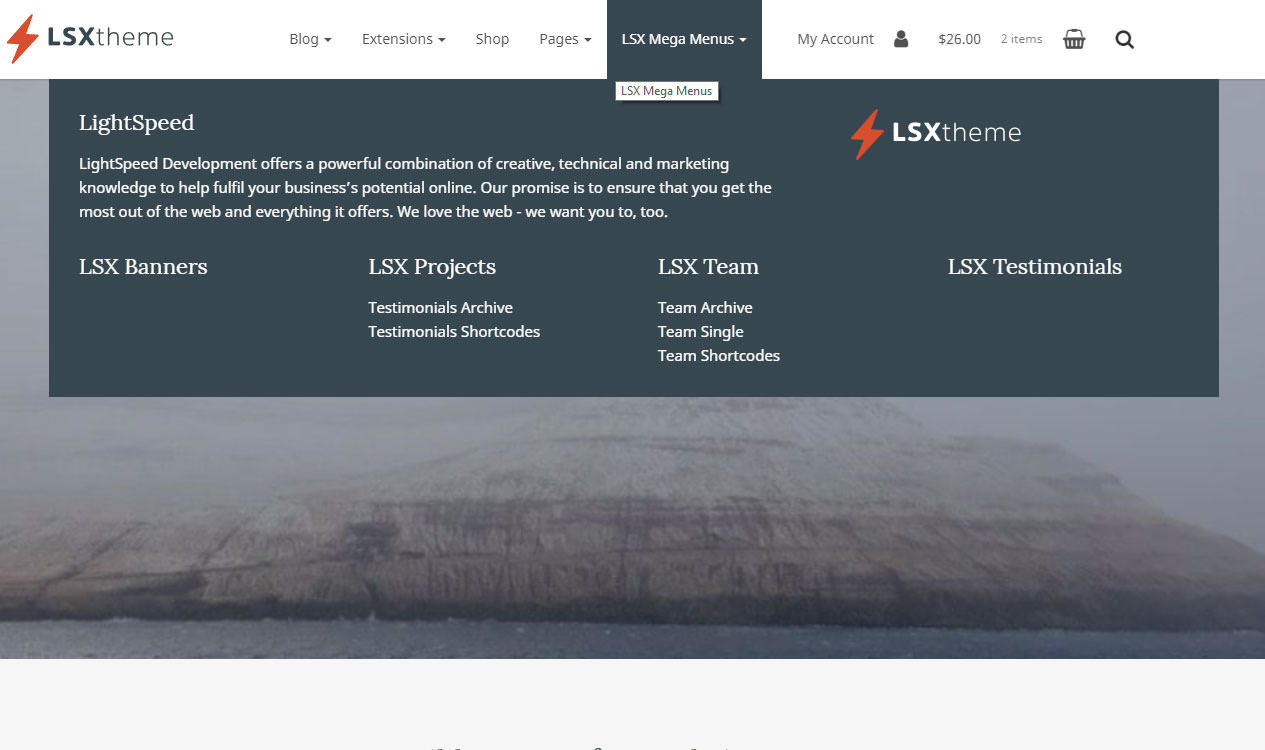 LSXtheme
Blog
Extensions
Shop
Pages
LSX Mega Menus
My Account
$26.00
2 items
LSX Mega Menus
LightSpeed
LSXtheme
LightSpeed Development offers a powerful combination of creative, technical and marketing
knowledge to help fulfil your business’s potential online. Our promise is to ensure that you get the
most out of the web and everything it offers. We love the web - we want you to, too.
LSX Banners
LSX Projects
Testimonials Archive
Testimonials Shortcodes
LSX Team
Team Archive
Team Single
Team Shortcodes
LSX Testimonials